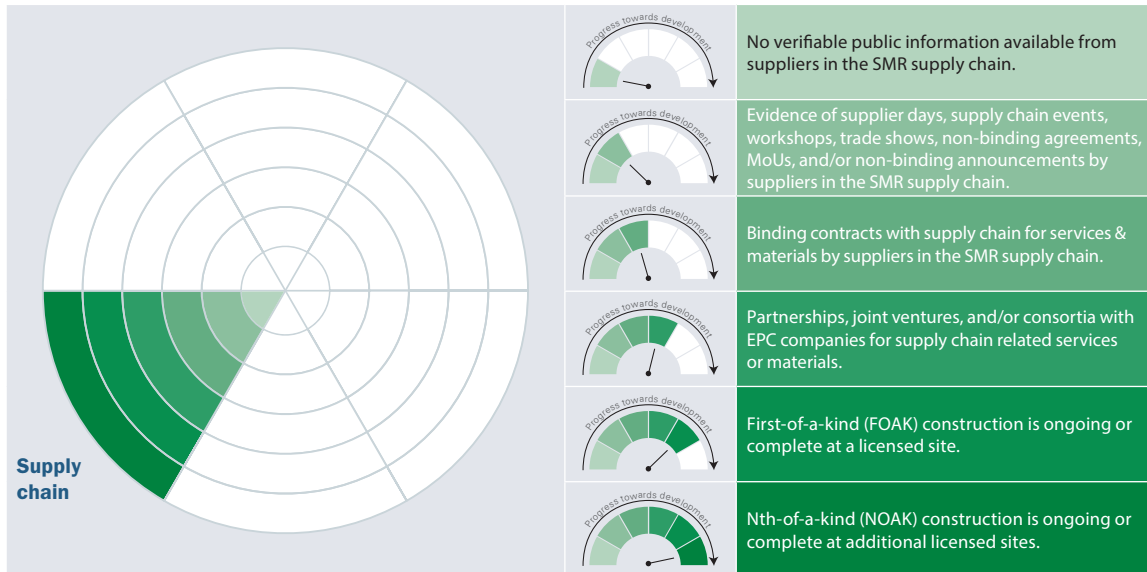 Supply
chain
Progress towards development
No verifiable public information available from
suppliers in the SMR supply chain.
Progress towards development
Evidence of supplier days, supply chain events,
workshops, trade shows, non-binding agreements,
MoUs, and/or non-binding announcements by
suppliers in the SMR supply chain.
Progress towards development
Binding contracts with supply chain for services &
materials by suppliers in the SMR supply chain.
Progress towards development
Partnerships, joint ventures, and/or consortia with
EPC companies for supply chain related services
or materials.
Progress towards development
First-of-a-kind (FOAK) construction is ongoing or
complete at a licensed site.
Progress towards development
Nth-of-a-kind (NOAK) construction is ongoing or
complete at additional licensed sites.